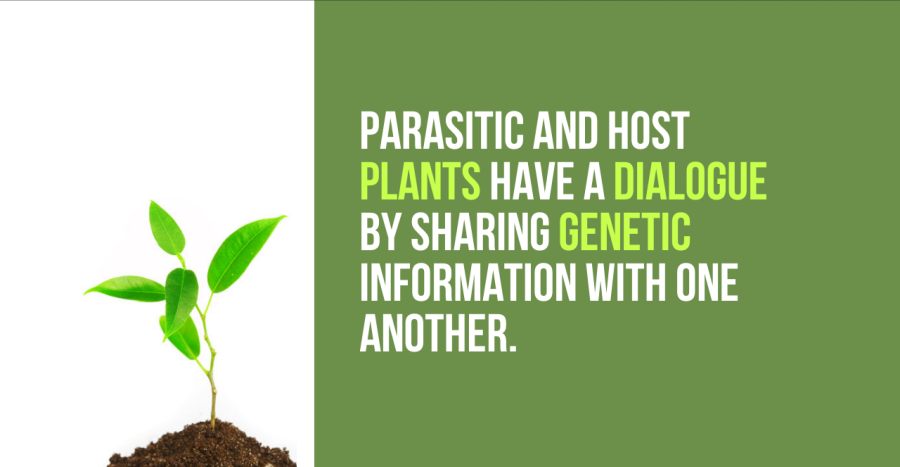 PARASITIC AND HOST
PLANTS HAVE A DIALOGUE
BY SHARING GENETIC
INFORMATION WITH ONE
ANOTHER.